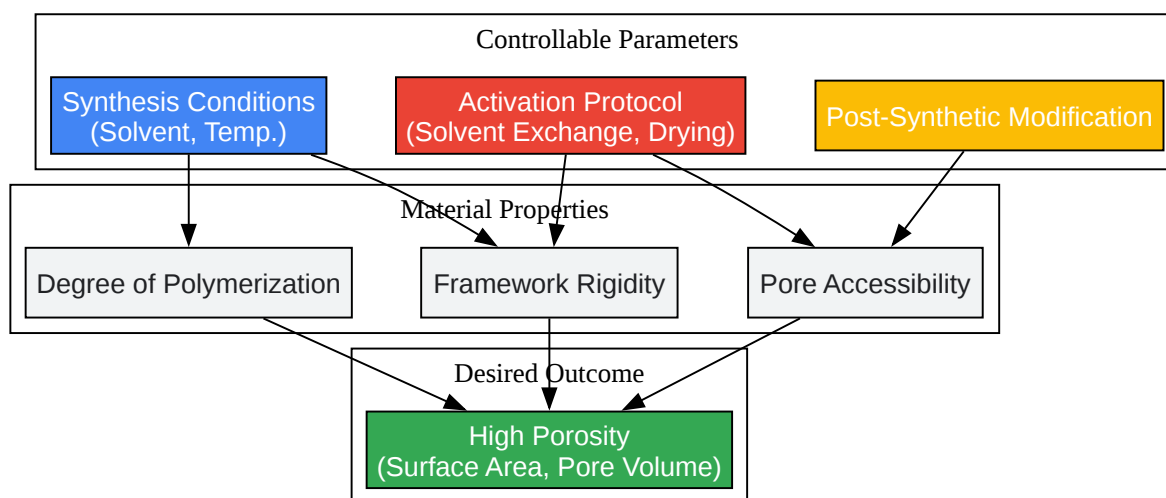 Controllable Parameters
Synthesis Conditions
(Solvent, Temp.)
Activation Protocol
(Solvent Exchange, Drying)
Post-Synthetic Modification
Material Properties
Degree of Polymerization
Framework Rigidity
Pore Accessibility
Desired Outcome
High Porosity
(Surface Area, Pore Volume)